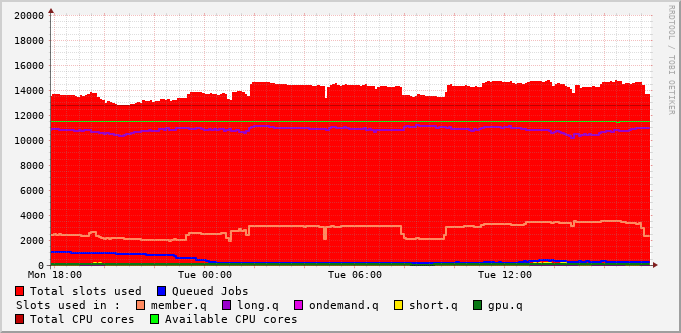 20000
18000
16000
14000
12000
10000
8000
6000
4000
2000
0
Mon 18:00 Tue 00:00 Tue 06:00 Tue 12:00
RRDTOOL / TOBI OETIKER
Total slots used Queued Jobs
Slots used in : member.q long.q ondemand.q short.q gpu.q
Total CPU cores Available CPU cores